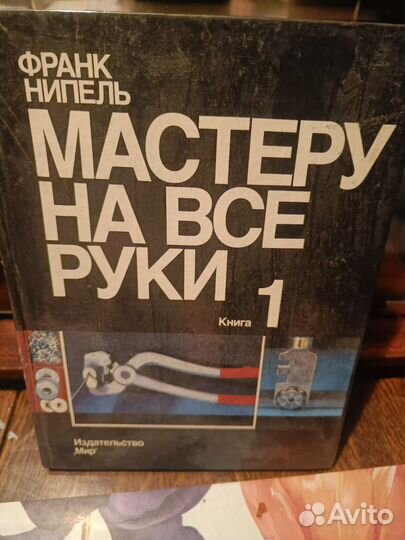 ФРАНК
НИПЕЛЬ
МАСТЕРУ
НА ВСЕ
РУКИ
Книга 1
Издательство
„Мир“
Avito